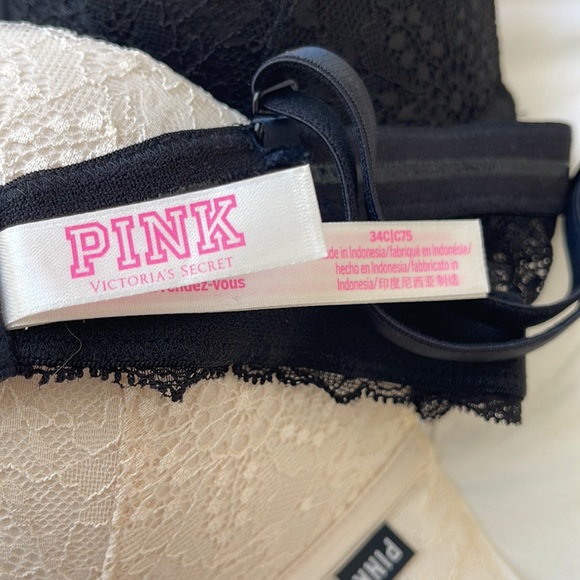 PINK
VICTORIA'S SECRET
rendez-vous
34C|C75
de in Indonesia/fabriqué en Indonésie/
hecho en Indonesia/fabbricato in
Indonesia/印度尼西亚制造
PINK